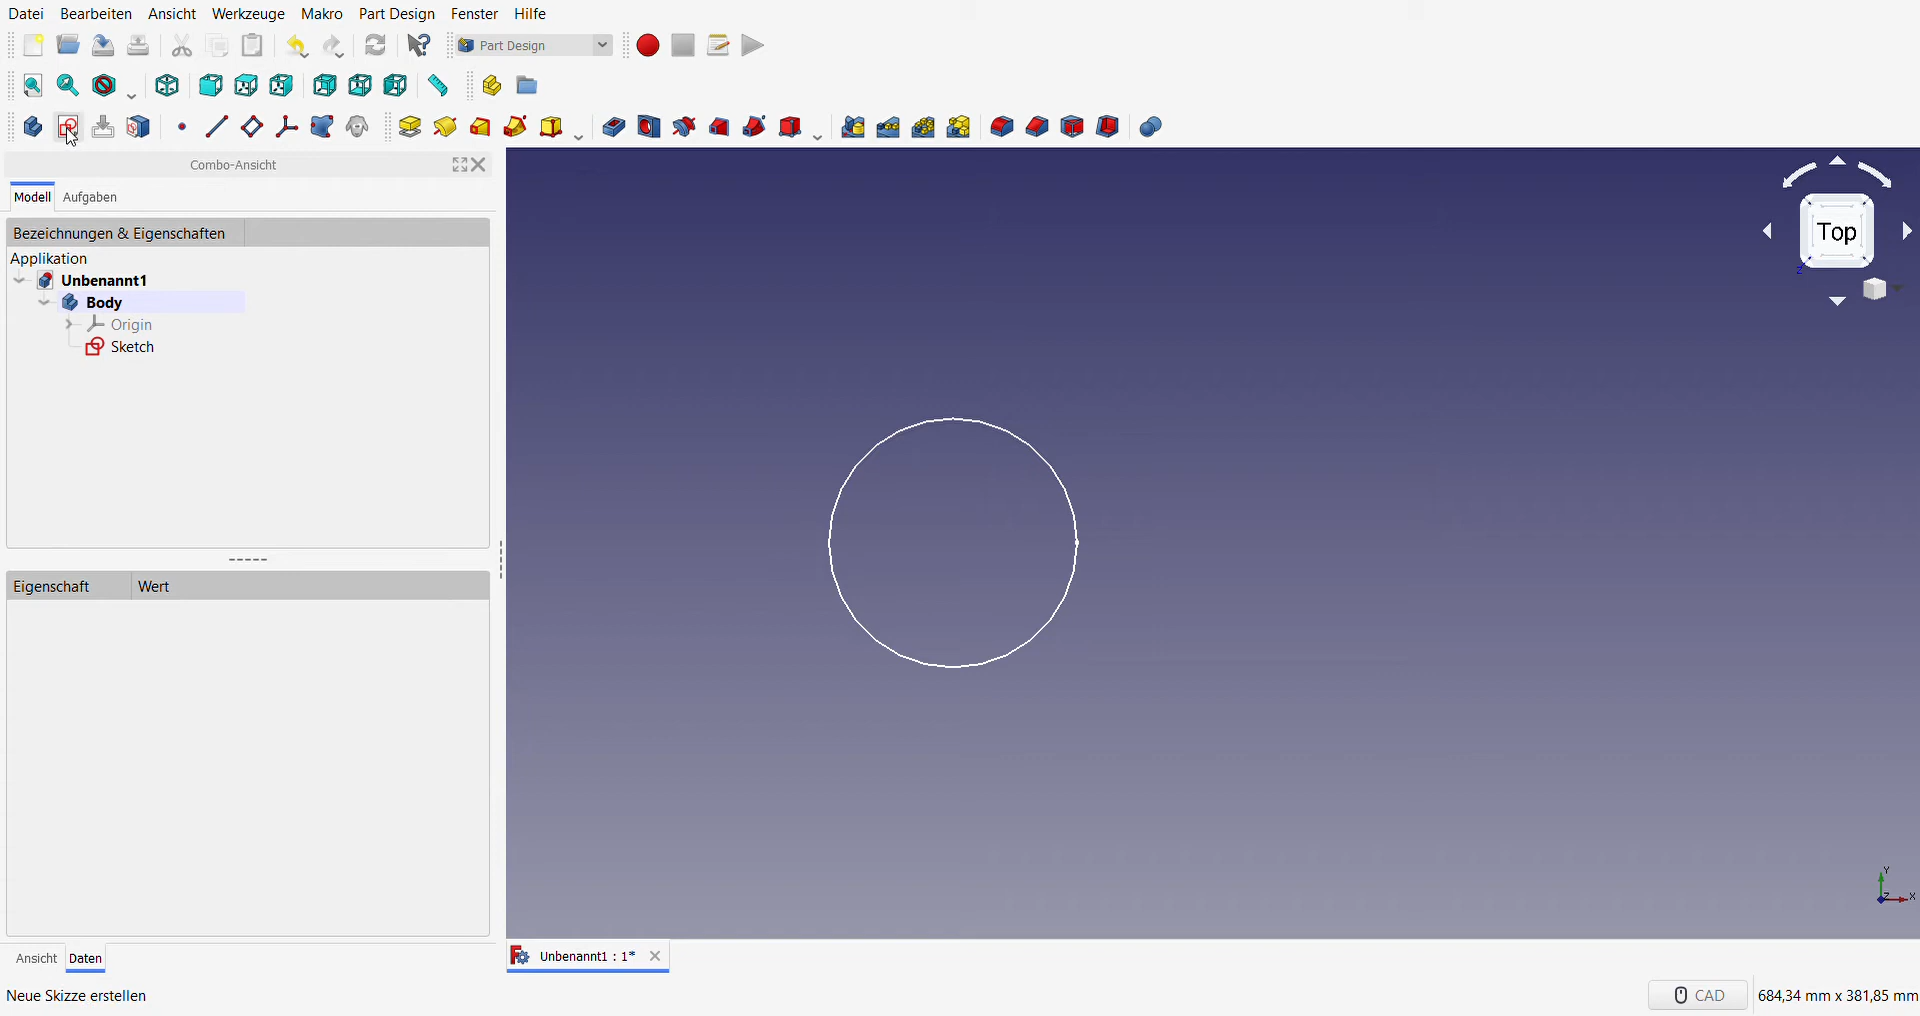 Datei Bearbeiten Ansicht Werkzeuge Makro Part Design Fenster Hilfe
Part Design
Combo-Ansicht
Modell Aufgaben
Bezeichnungen & Eigenschaften
Applikation
Unbenannt1
Body
Origin
Sketch
Top
Z
Eigenschaft Wert
Y
Z X
Ansicht Daten
Unbenannt1 : 1*
Neue Skizze erstellen
CAD 684,34 mm x 381,85 mm